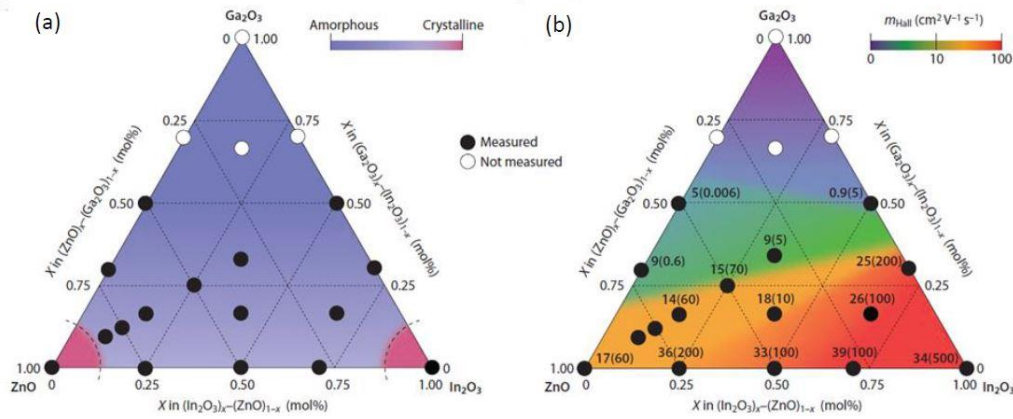 (a)
Ga₂O₃
0 1.00
Amorphous Crystalline
0.25 0.75
X in (ZnO)ₓ–(Ga₂O₃)₁₋ₓ (mol%)
X in (Ga₂O₃)ₓ–(In₂O₃)₁₋ₓ (mol%)
0.50 0.50
0.75 0.25
1.00 0
ZnO In₂O₃
0 0.25 0.50 0.75 1.00
X in (In₂O₃)ₓ–(ZnO)₁₋ₓ (mol%)
Measured
Not measured
(b)
Ga₂O₃
0 1.00
mHall (cm² V⁻¹ s⁻¹)
0 10 100
0.25 0.75
X in (ZnO)ₓ–(Ga₂O₃)₁₋ₓ (mol%)
X in (Ga₂O₃)ₓ–(In₂O₃)₁₋ₓ (mol%)
0.50 5(0.006) 0.9(5) 0.50
9(5)
9(0.6) 25(200)
0.75 15(70) 0.25
14(60) 18(10) 26(100)
1.00 17(60) 36(200) 33(100) 39(100) 34(500) 0
ZnO In₂O₃
0 0.25 0.50 0.75 1.00
X in (In₂O₃)ₓ–(ZnO)₁₋ₓ (mol%)